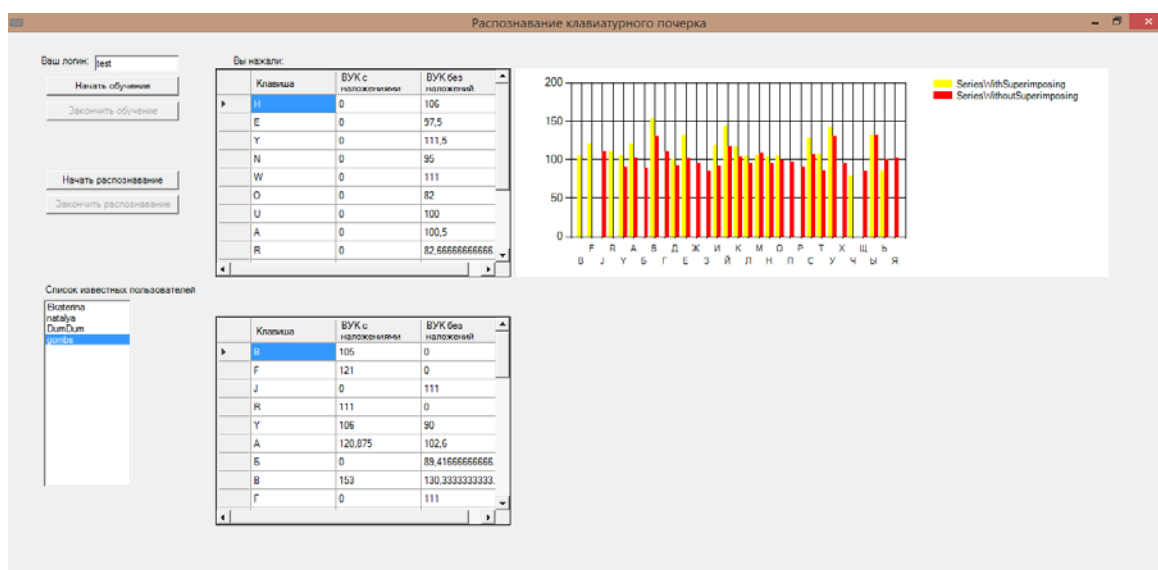 Распознавание клавиатурного почерка
Ваш логин: test
Начать обучение
Закончить обучение
Начать распознавание
Закончить распознавание
Вы нажали:
Клавиша ВУК с наложениями ВУК без наложений
H 0 106
E 0 97,5
Y 0 111,5
N 0 95
W 0 111
O 0 82
U 0 100
A 0 100,5
R 0 82,66666666666.
200
150
100
50
0
F R А В Д Ж И К М О Р Т Х Щ Ь
B J Y Б Г Е З Й Л Н П С У Ч Ы Я
SeriesWithSuperimposing
SeriesWithoutSuperimposing
Список известных пользователей
Ekaterina
natalya
DumDum
gombs
Клавиша ВУК с наложениями ВУК без наложений
B 105 0
F 121 0
J 0 111
R 111 0
Y 106 90
А 120,875 102,6
Б 0 89,41666666666.
В 153 130,3333333333.
Г 0 111